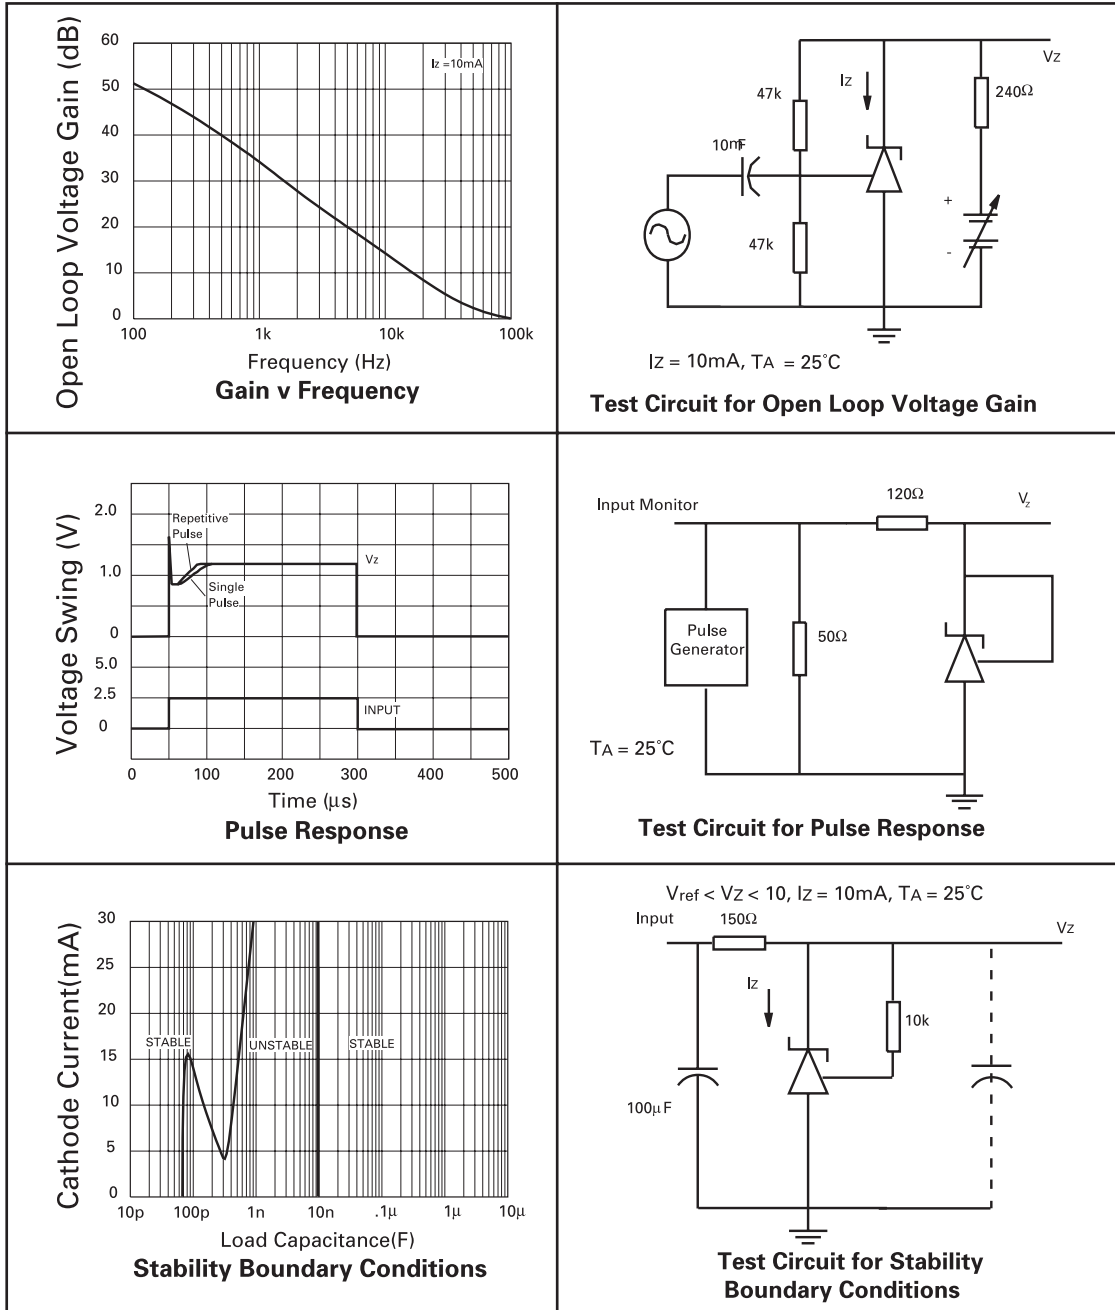 Open Loop Voltage Gain (dB)
60
50
40
30
20
10
0
Iz =10mA
100
1k
10k
100k
Frequency (Hz)
Gain v Frequency
Vz
Iz
47k
240Ω
10mF
+
47k
-
Iz = 10mA, TA = 25°C
Test Circuit for Open Loop Voltage Gain
Voltage Swing (V)
2.0
1.0
0
5.0
2.5
0
Repetitive
Pulse
Single
Pulse
Vz
INPUT
0
100
200
300
400
500
Time (μs)
Pulse Response
Input Monitor
120Ω
Vz
Pulse
Generator
50Ω
TA = 25°C
Test Circuit for Pulse Response
Cathode Current(mA)
30
25
20
15
10
5
0
STABLE
UNSTABLE
STABLE
10p
100p
1n
10n
.1μ
1μ
10μ
Load Capacitance(F)
Stability Boundary Conditions
Vref < Vz < 10, Iz = 10mA, TA = 25°C
Input
150Ω
Vz
Iz
10k
100μF
Test Circuit for Stability
Boundary Conditions